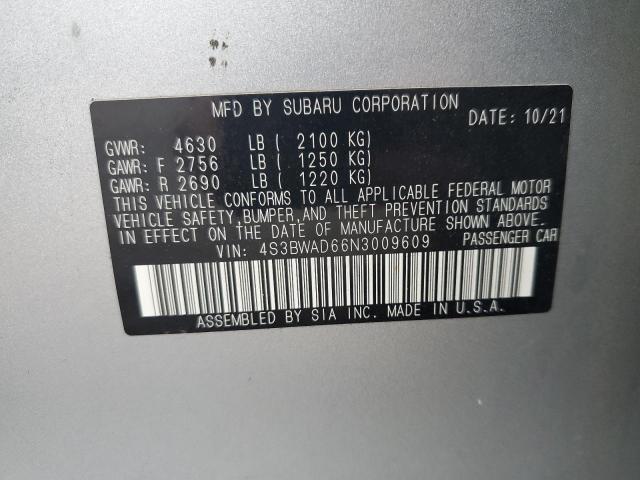 MFD BY SUBARU CORPORATION DATE: 10/21
GVWR: 4630 LB ( 2100 KG)
GAWR: F 2756 LB ( 1250 KG)
GAWR: R 2690 LB ( 1220 KG)
THIS VEHICLE CONFORMS TO ALL APPLICABLE FEDERAL MOTOR
VEHICLE SAFETY,BUMPER,AND THEFT PREVENTION STANDARDS
IN EFFECT ON THE DATE OF MANUFACTURE SHOWN ABOVE.
VIN: 4S3BWAD66N3009609 PASSENGER CAR
ASSEMBLED BY SIA INC. MADE IN U.S.A.